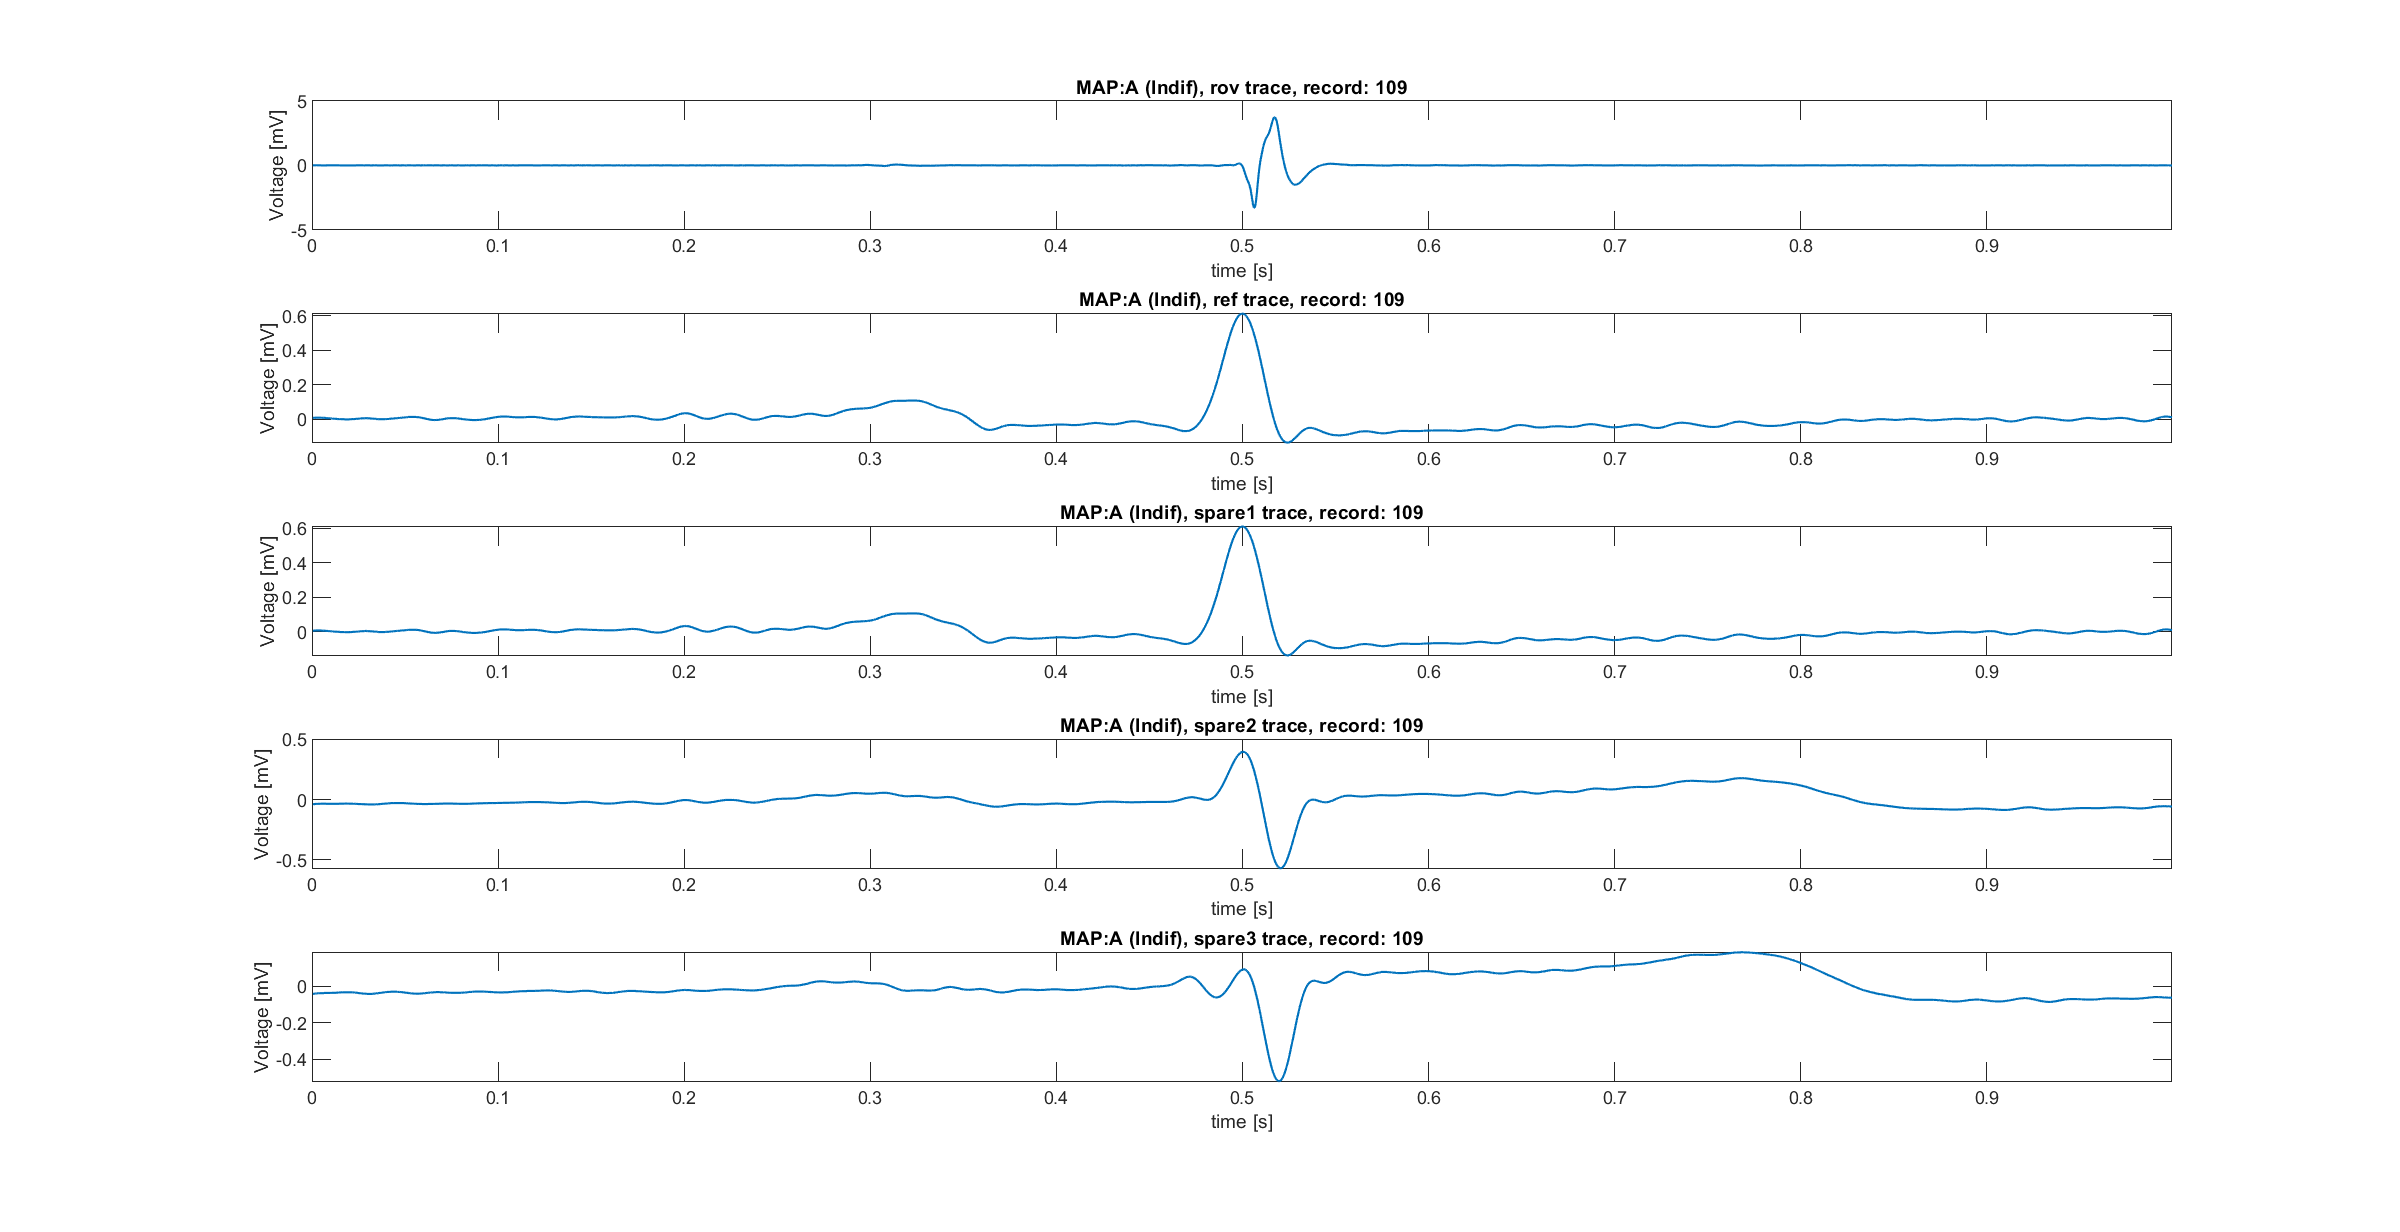 MAP:A (Indif), rov trace, record: 109
Voltage [mV]
5
0
-5
0 0.1 0.2 0.3 0.4 0.5 0.6 0.7 0.8 0.9
time [s]
MAP:A (Indif), ref trace, record: 109
Voltage [mV]
0.6
0.4
0.2
0
0 0.1 0.2 0.3 0.4 0.5 0.6 0.7 0.8 0.9
time [s]
MAP:A (Indif), spare1 trace, record: 109
Voltage [mV]
0.6
0.4
0.2
0
0 0.1 0.2 0.3 0.4 0.5 0.6 0.7 0.8 0.9
time [s]
MAP:A (Indif), spare2 trace, record: 109
Voltage [mV]
0.5
0
-0.5
0 0.1 0.2 0.3 0.4 0.5 0.6 0.7 0.8 0.9
time [s]
MAP:A (Indif), spare3 trace, record: 109
Voltage [mV]
0
-0.2
-0.4
0 0.1 0.2 0.3 0.4 0.5 0.6 0.7 0.8 0.9
time [s]